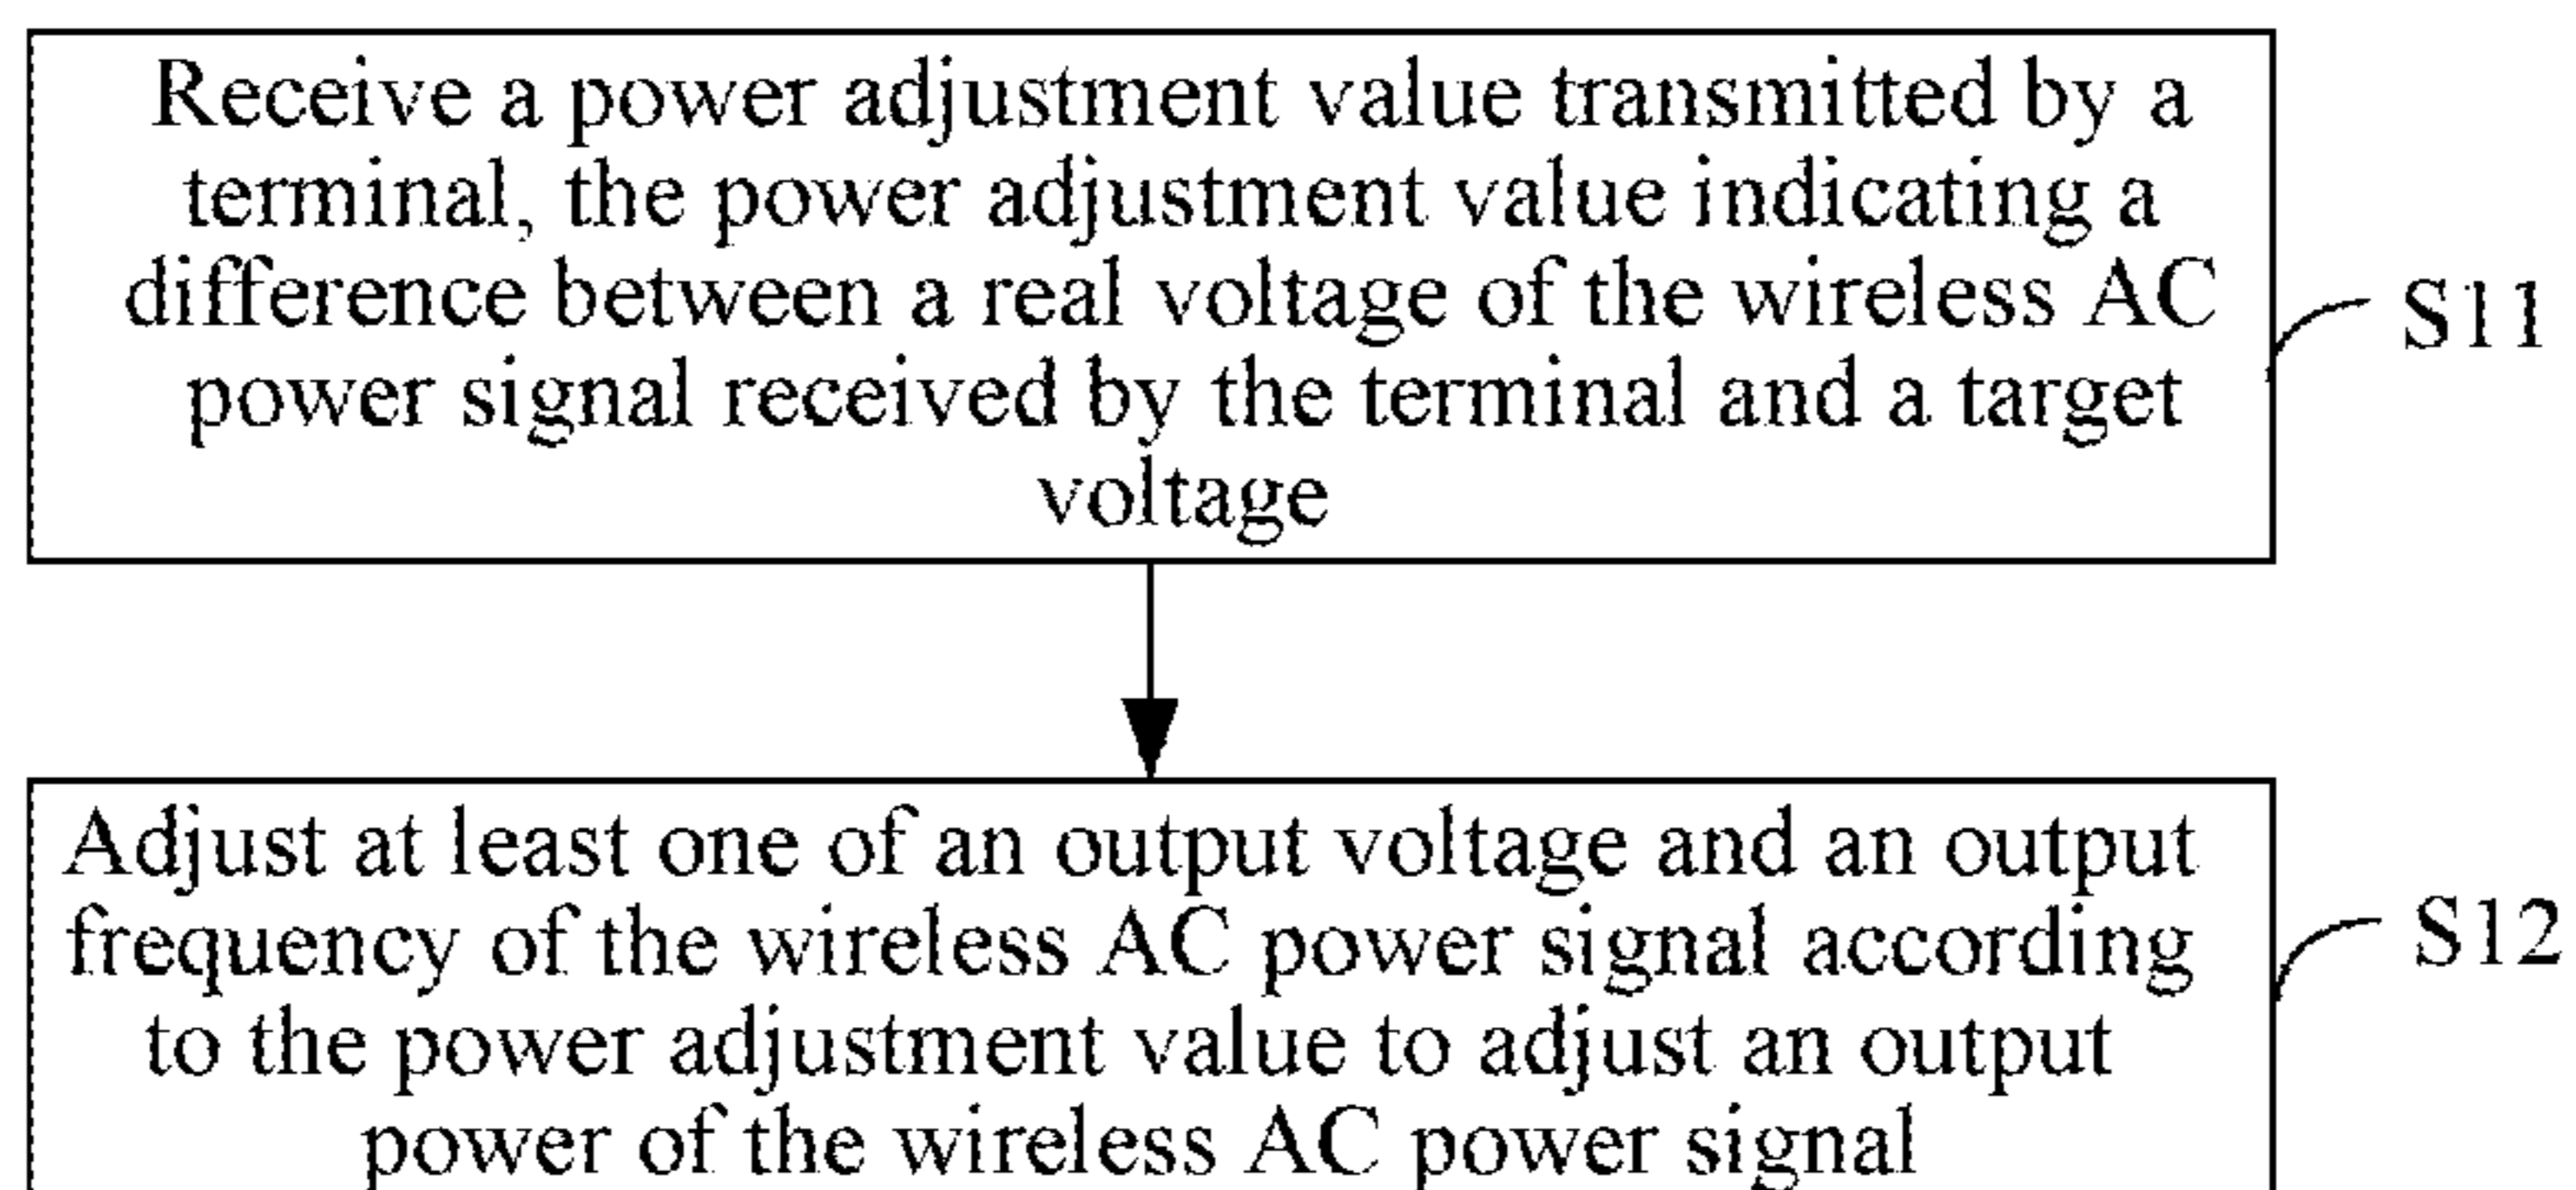 Receive a power adjustment value transmitted by a
terminal, the power adjustment value indicating a
difference between a real voltage of the wireless AC
power signal received by the terminal and a target
voltage
S11
Adjust at least one of an output voltage and an output
frequency of the wireless AC power signal according
to the power adjustment value to adjust an output
power of the wireless AC power signal
S12